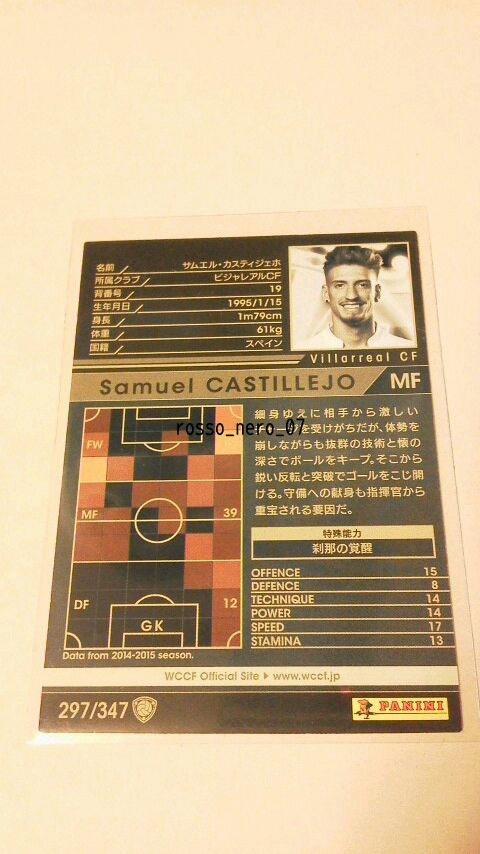 名前 サムエル・カスティジェホ
所属クラブ ビジャレアルCF
背番号 19
生年月日 1995/1/15
身長 1m79cm
体重 61kg
国籍 スペイン
Villarreal CF
Samuel CASTILLEJO MF
FW
MF 39
DF 12
GK
Data from 2014-2015 season.
rosso_nero_07
細身ゆえに相手から激しい
を受けがちだが、体勢を
崩しながらも抜群の技術と懐の
深さでボールをキープ。そこから
鋭い反転と突破でゴールをこじ開
ける。守備への献身も指揮官から
重宝される要因だ。
特殊能力
刹那の覚醒
OFFENCE 15
DEFENCE 8
TECHNIQUE 14
POWER 14
SPEED 17
STAMINA 13
WCCF Official Site ▶ www.wccf.jp
297/347
PANINI